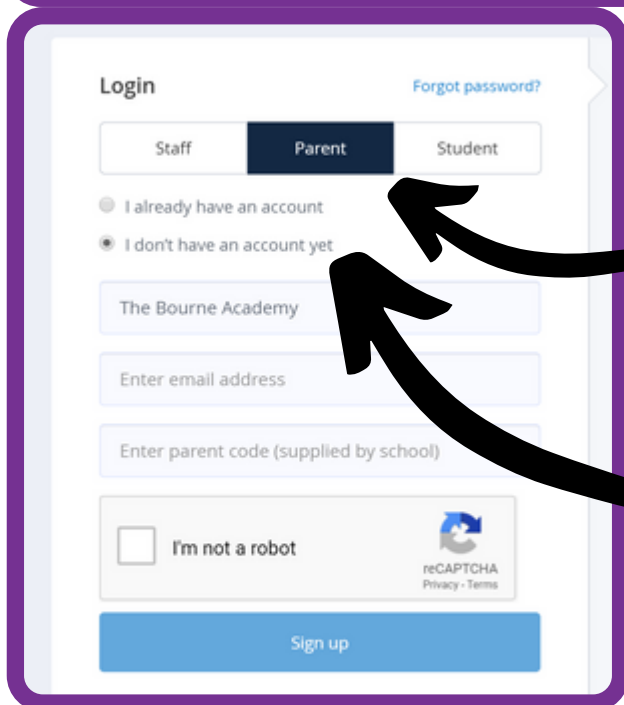 Login
Forgot password?
Staff
Parent
Student
I already have an account
I don't have an account yet
The Bourne Academy
Enter email address
Enter parent code (supplied by school)
I'm not a robot
reCAPTCHA
Privacy - Terms
Sign up